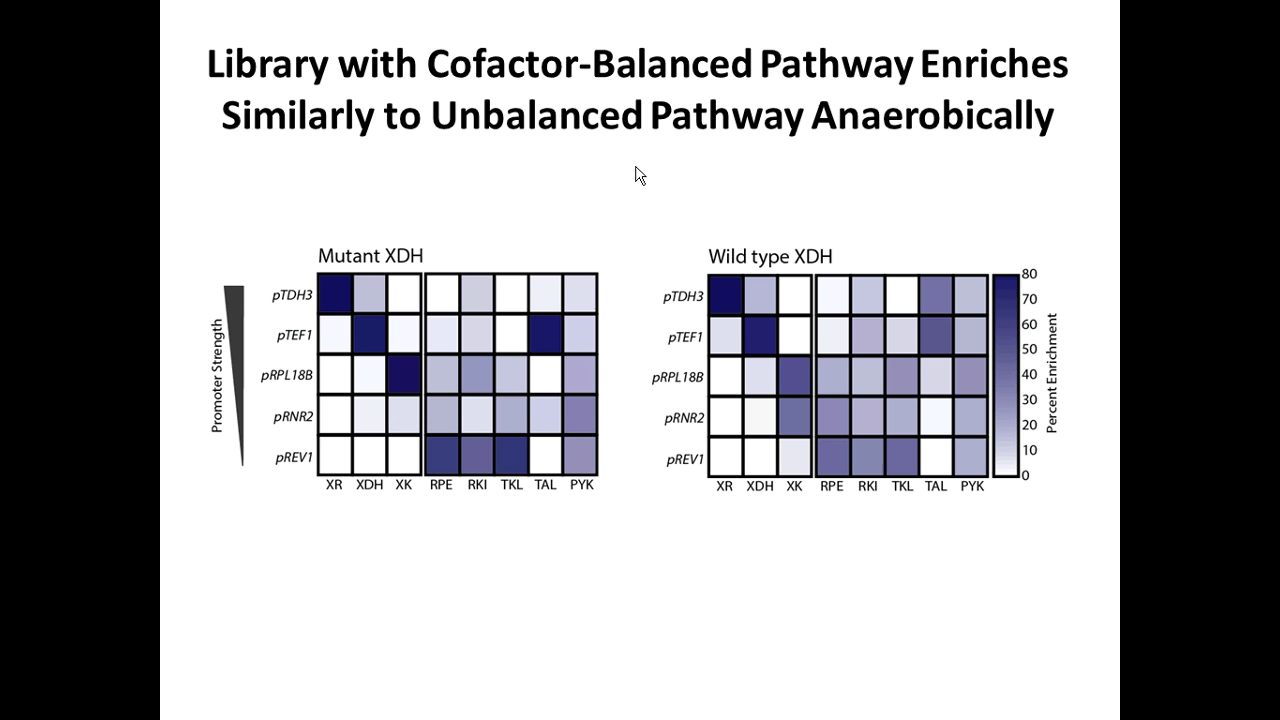 Library with Cofactor-Balanced Pathway Enriches
Similarly to Unbalanced Pathway Anaerobically
Mutant XDH
Promoter Strength
pTDH3
pTEF1
pRPL18B
pRNR2
pREV1
XR XDH XK RPE RKI TKL TAL PYK
Wild type XDH
pTDH3
pTEF1
pRPL18B
pRNR2
pREV1
XR XDH XK RPE RKI TKL TAL PYK
80
70
60
50
40
30
20
10
0
Percent Enrichment